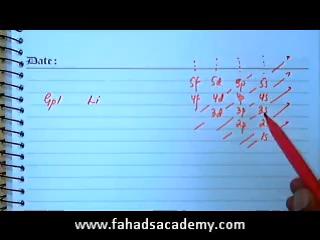 Date:
5f 5d 5p 5s
Gp1 Li 4f 4d 4p 4s
3d 3p 3s
2p 2s
1s
www.fahadsacademy.com